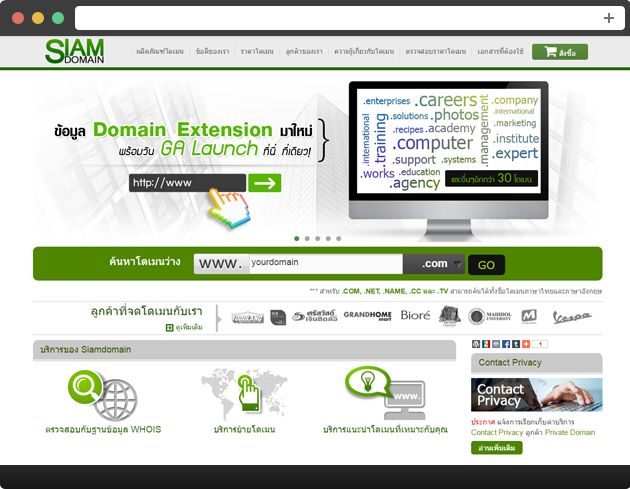 SIAM
DOMAIN
ผลิตภัณฑ์โดเมน ข้อดีของเรา ราคาโดเมน ลูกค้าของเรา ความรู้เกี่ยวกับโดเมน ตรวจสอบราคาโดเมน เอกสารที่ต้องใช้ สั่งซื้อ
ข้อมูล Domain Extension มาใหม่
พร้อมวัน GA Launch ที่นี่ ที่เดียว!
http://www
.enterprises .careers .company
.solutions .photos .international
.recipes .academy .marketing
.international .training .computer .management .institute
.support .systems .expert
.works .education
.agency
และอื่นๆอีกกว่า 30 โดเมน
ค้นหาโดเมนว่าง www. yourdomain .com GO
*** สำหรับ .COM, .NET, .NAME, .CC และ .TV สามารถค้นได้ทั้งชื่อโดเมนภาษาไทยและภาษาอังกฤษ
ลูกค้าที่จดโดเมนกับเรา
ดูเพิ่มเติม
GRANDHOME mart Bioré MAHIDOL UNIVERSITY Vespa
บริการของ Siamdomain
1
Contact Privacy
www.
Contact
Privacy
ตรวจสอบกับฐานข้อมูล WHOIS บริการย้ายโดเมน บริการแนะนำโดเมนที่เหมาะกับคุณ
ประกาศ แจ้งการเรียกเก็บค่าบริการ
Contact Privacy ลูกค้า Private Domain
อ่านเพิ่มเติม